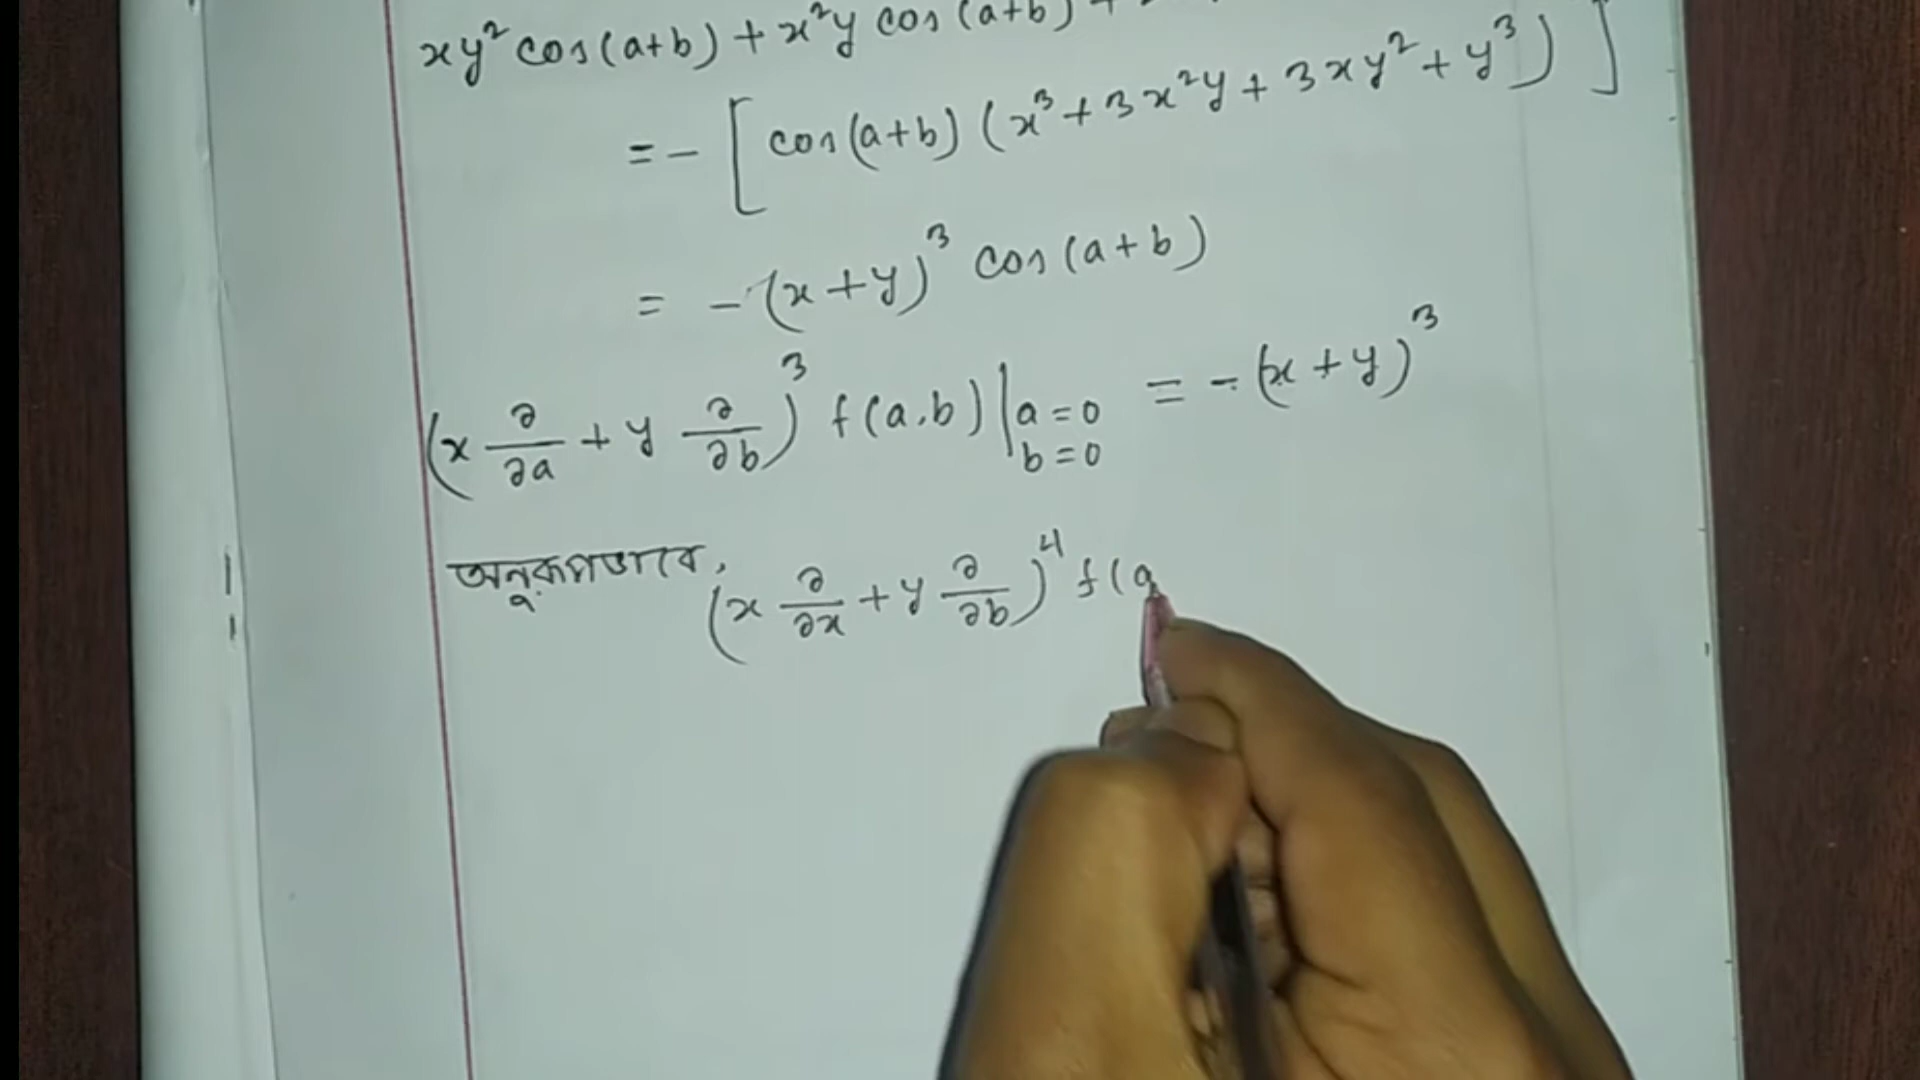 xy² cos(a+b) + x²y cos(a+b) +
= - [ cos(a+b) (x³ + 3x²y + 3xy² + y³) ]
= - (x+y)³ cos(a+b)
(x ∂/∂a + y ∂/∂b)³ f(a,b)|a=0 b=0 = - (x+y)³
অনুরূপভাবে, (x ∂/∂x + y ∂/∂b)⁴ f(a